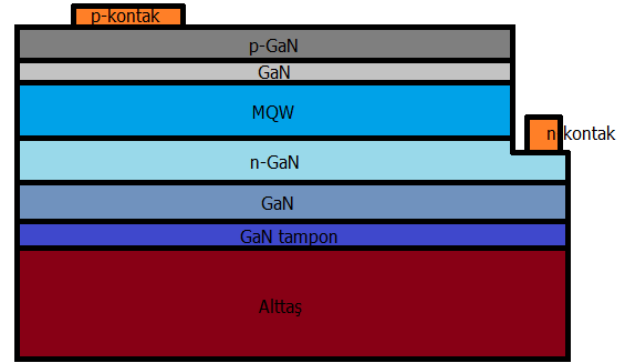 p-kontak
p-GaN
GaN
MQW
n-kontak
n-GaN
GaN
GaN tampon
Alttaş